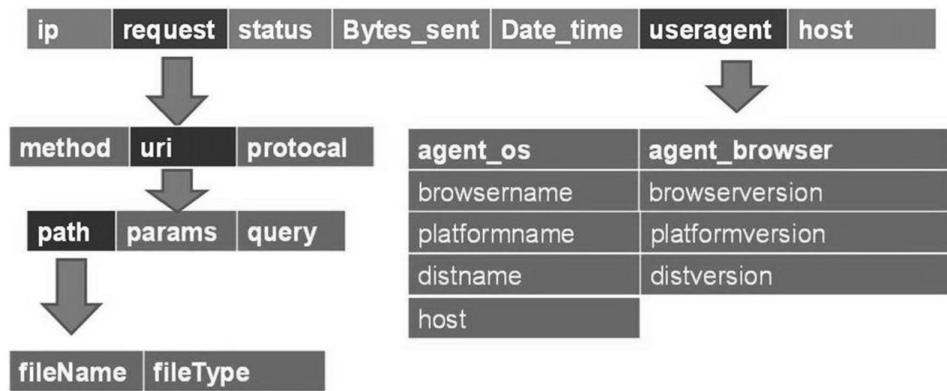 ip request status Bytes_sent Date_time useragent host
method uri protocal
path params query
fileName fileType
agent_os agent_browser
browsername browserversion
platformname platformversion
distname distversion
host